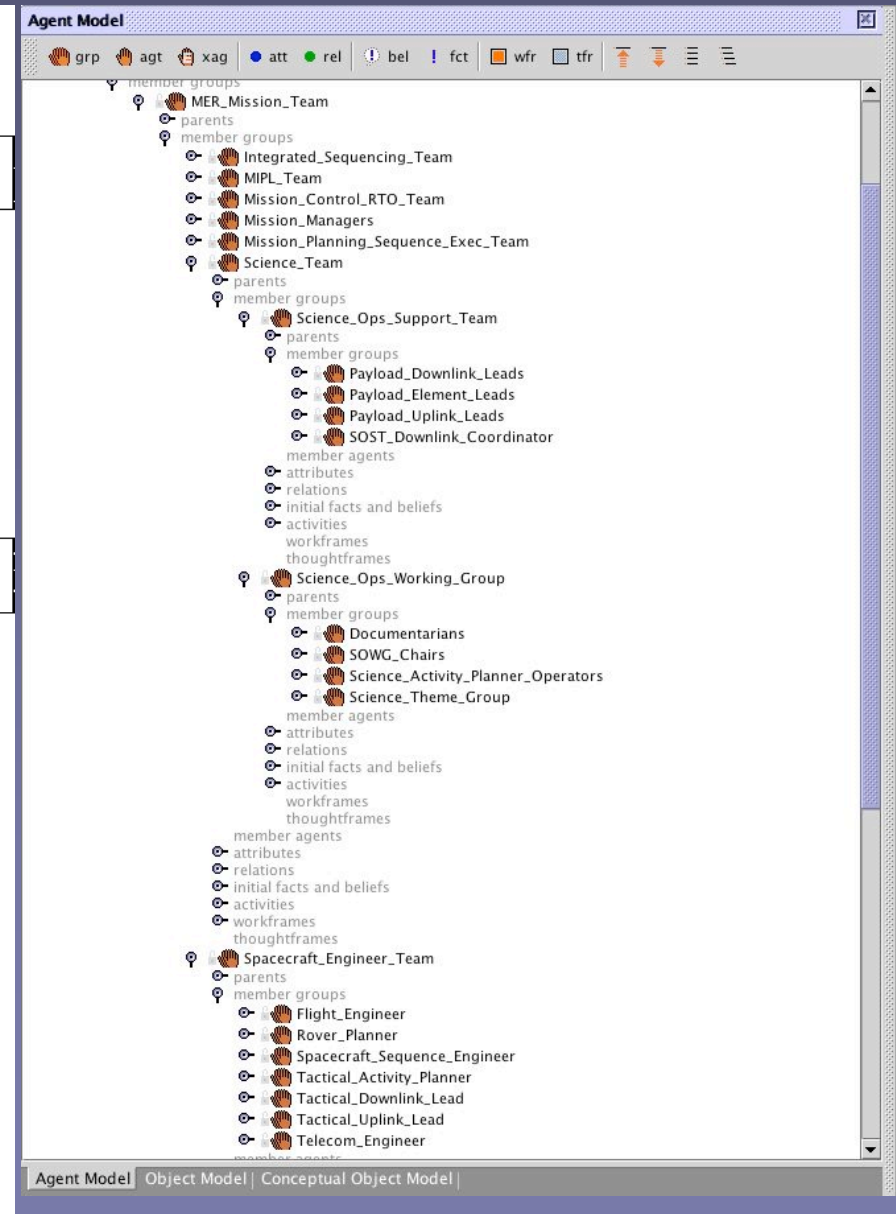 Agent Model
grp agt xag att rel bel fct wfr tfr
member groups
MER_Mission_Team
parents
member groups
Integrated_Sequencing_Team
MIPL_Team
Mission_Control_RTO_Team
Mission_Managers
Mission_Planning_Sequence_Exec_Team
Science_Team
parents
member groups
Science_Ops_Support_Team
parents
member groups
Payload_Downlink_Leads
Payload_Element_Leads
Payload_Uplink_Leads
SOST_Downlink_Coordinator
member agents
attributes
relations
initial facts and beliefs
activities
workframes
thoughtframes
Science_Ops_Working_Group
parents
member groups
Documentarians
SOWG_Chairs
Science_Activity_Planner_Operators
Science_Theme_Group
member agents
attributes
relations
initial facts and beliefs
activities
workframes
thoughtframes
member agents
attributes
relations
initial facts and beliefs
activities
workframes
thoughtframes
Spacecraft_Engineer_Team
parents
member groups
Flight_Engineer
Rover_Planner
Spacecraft_Sequence_Engineer
Tactical_Activity_Planner
Tactical_Downlink_Lead
Tactical_Uplink_Lead
Telecom_Engineer
member agents
Agent Model Object Model Conceptual Object Model